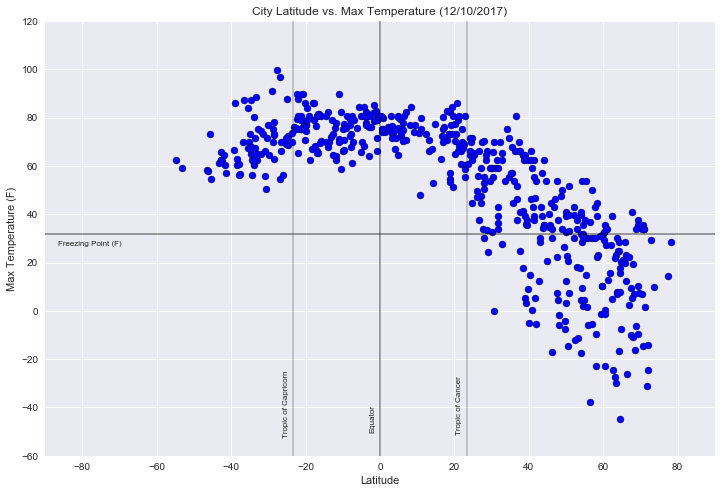 City Latitude vs. Max Temperature (12/10/2017)
120
100
80
60
40
20
0
−20
−40
−60
Max Temperature (F)
Freezing Point (F)
Tropic of Capricorn
Equator
Tropic of Cancer
−80
−60
−40
−20
0
20
40
60
80
Latitude